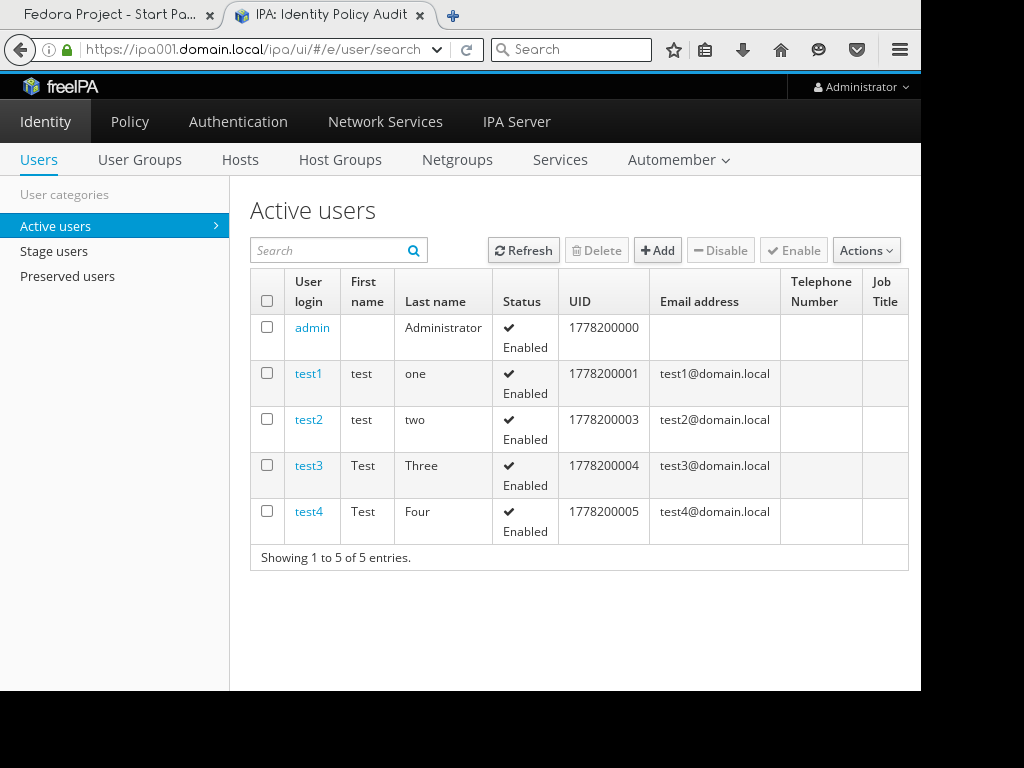 Fedora Project - Start Pa...
IPA: Identity Policy Audit
https://ipa001.domain.local/ipa/ui/#/e/user/search
Search
freeIPA
Administrator
Identity Policy Authentication Network Services IPA Server
Users User Groups Hosts Host Groups Netgroups Services Automember
User categories
Active users
Stage users
Preserved users
Active users
Search
Refresh Delete Add Disable Enable Actions
User login First name Last name Status UID Email address Telephone Number Job Title
admin Administrator Enabled 1778200000
test1 test one Enabled 1778200001 test1@domain.local
test2 test two Enabled 1778200003 test2@domain.local
test3 Test Three Enabled 1778200004 test3@domain.local
test4 Test Four Enabled 1778200005 test4@domain.local
Showing 1 to 5 of 5 entries.